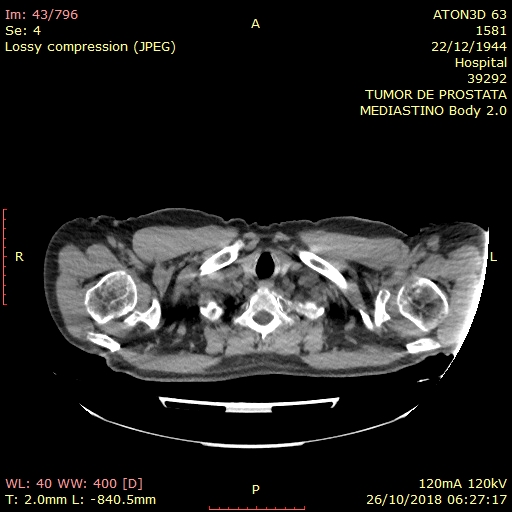 Im: 43/796
Se: 4
Lossy compression (JPEG)
A
ATON3D 63
1581
22/12/1944
Hospital
39292
TUMOR DE PROSTATA
MEDIASTINO Body 2.0
R
L
WL: 40 WW: 400 [D]
T: 2.0mm L: -840.5mm
P
120mA 120kV
26/10/2018 06:27:17